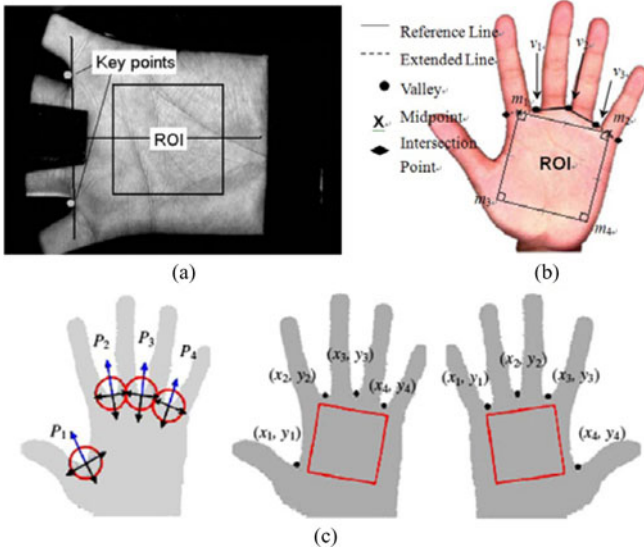 Key points
ROI
(a)
Reference Line
Extended Line
Valley
X Midpoint
Intersection
Point
v₁
v₂
v₃
m₁
m₂
ROI
m₃
m₄
(b)
P₁
P₂
P₃
P₄
(x₁, y₁)
(x₂, y₂)
(x₃, y₃)
(x₄, y₄)
(x₁, y₁)
(x₂, y₂)
(x₃, y₃)
(x₄, y₄)
(c)